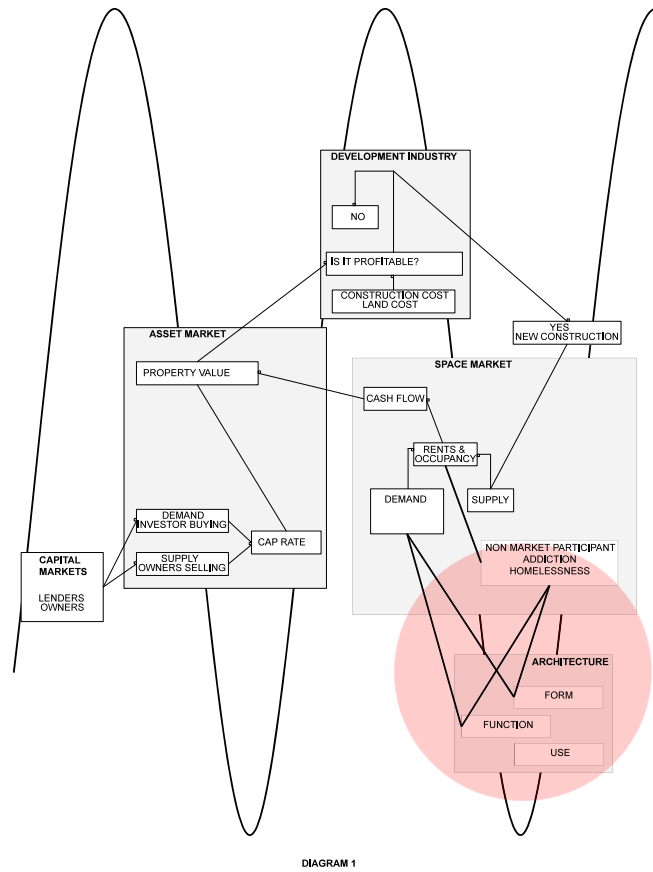 DEVELOPMENT INDUSTRY
NO
IS IT PROFITABLE?
CONSTRUCTION COST
LAND COST
YES
NEW CONSTRUCTION
ASSET MARKET
PROPERTY VALUE
DEMAND
INVESTOR BUYING
CAP RATE
SUPPLY
OWNERS SELLING
CAPITAL
MARKETS
LENDERS
OWNERS
SPACE MARKET
CASH FLOW
RENTS &
OCCUPANCY
DEMAND
SUPPLY
NON MARKET PARTICIPANT
ADDICTION
HOMELESSNESS
ARCHITECTURE
FORM
FUNCTION
USE
DIAGRAM 1